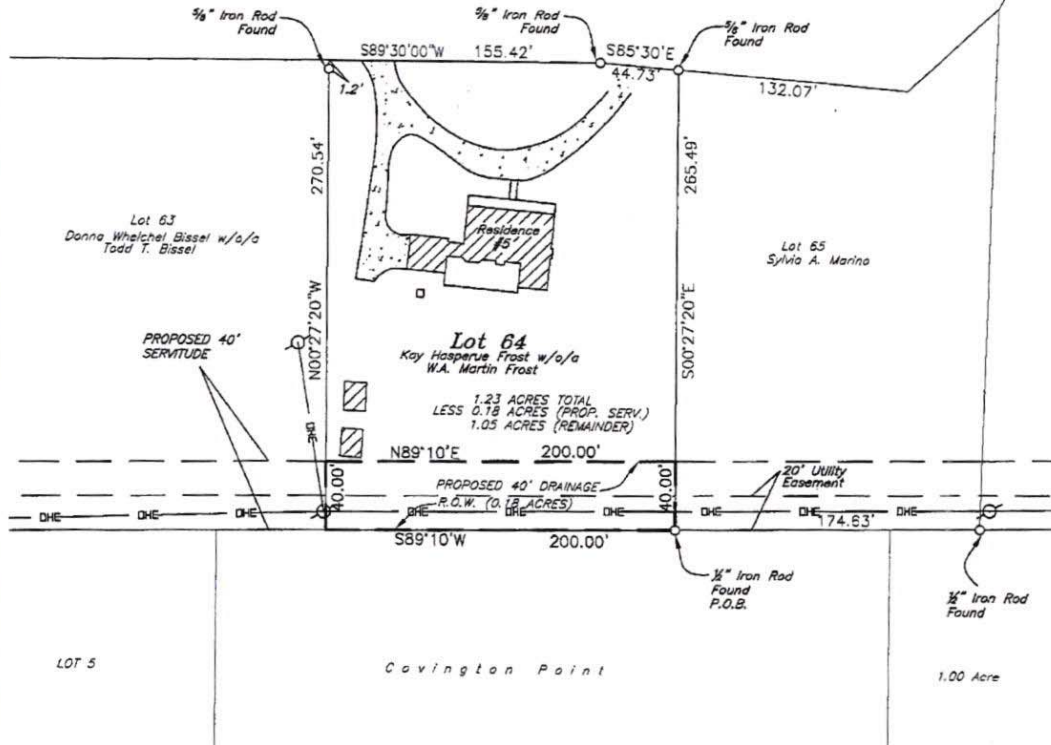 5/8" Iron Rod
Found
5/8" Iron Rod
Found
5/8" Iron Rod
Found
S89°30'00"W 155.42'
S85°30'E
44.73'
132.07'
1.2'
270.54'
265.49'
Lot 63
Donna Whelchel Bissel w/o/a
Todd T. Bissel
Residence
#5
Lot 65
Sylvia A. Marino
N00°27'20"W
S00°27'20"E
PROPOSED 40'
SERVITUDE
Lot 64
Kay Hasperue Frost w/o/a
W.A. Martin Frost
1.23 ACRES TOTAL
LESS 0.18 ACRES (PROP. SERV.)
1.05 ACRES (REMAINDER)
OHE
N89°10'E 200.00'
40.00'
40.00'
PROPOSED 40' DRAINAGE
R.O.W. (0.18 ACRES)
20' Utility
Easement
OHE OHE OHE OHE OHE OHE OHE OHE
174.63'
S89°10'W 200.00'
1/2" Iron Rod
Found
P.O.B.
1/2" Iron Rod
Found
LOT 5
Covington Point
1.00 Acre